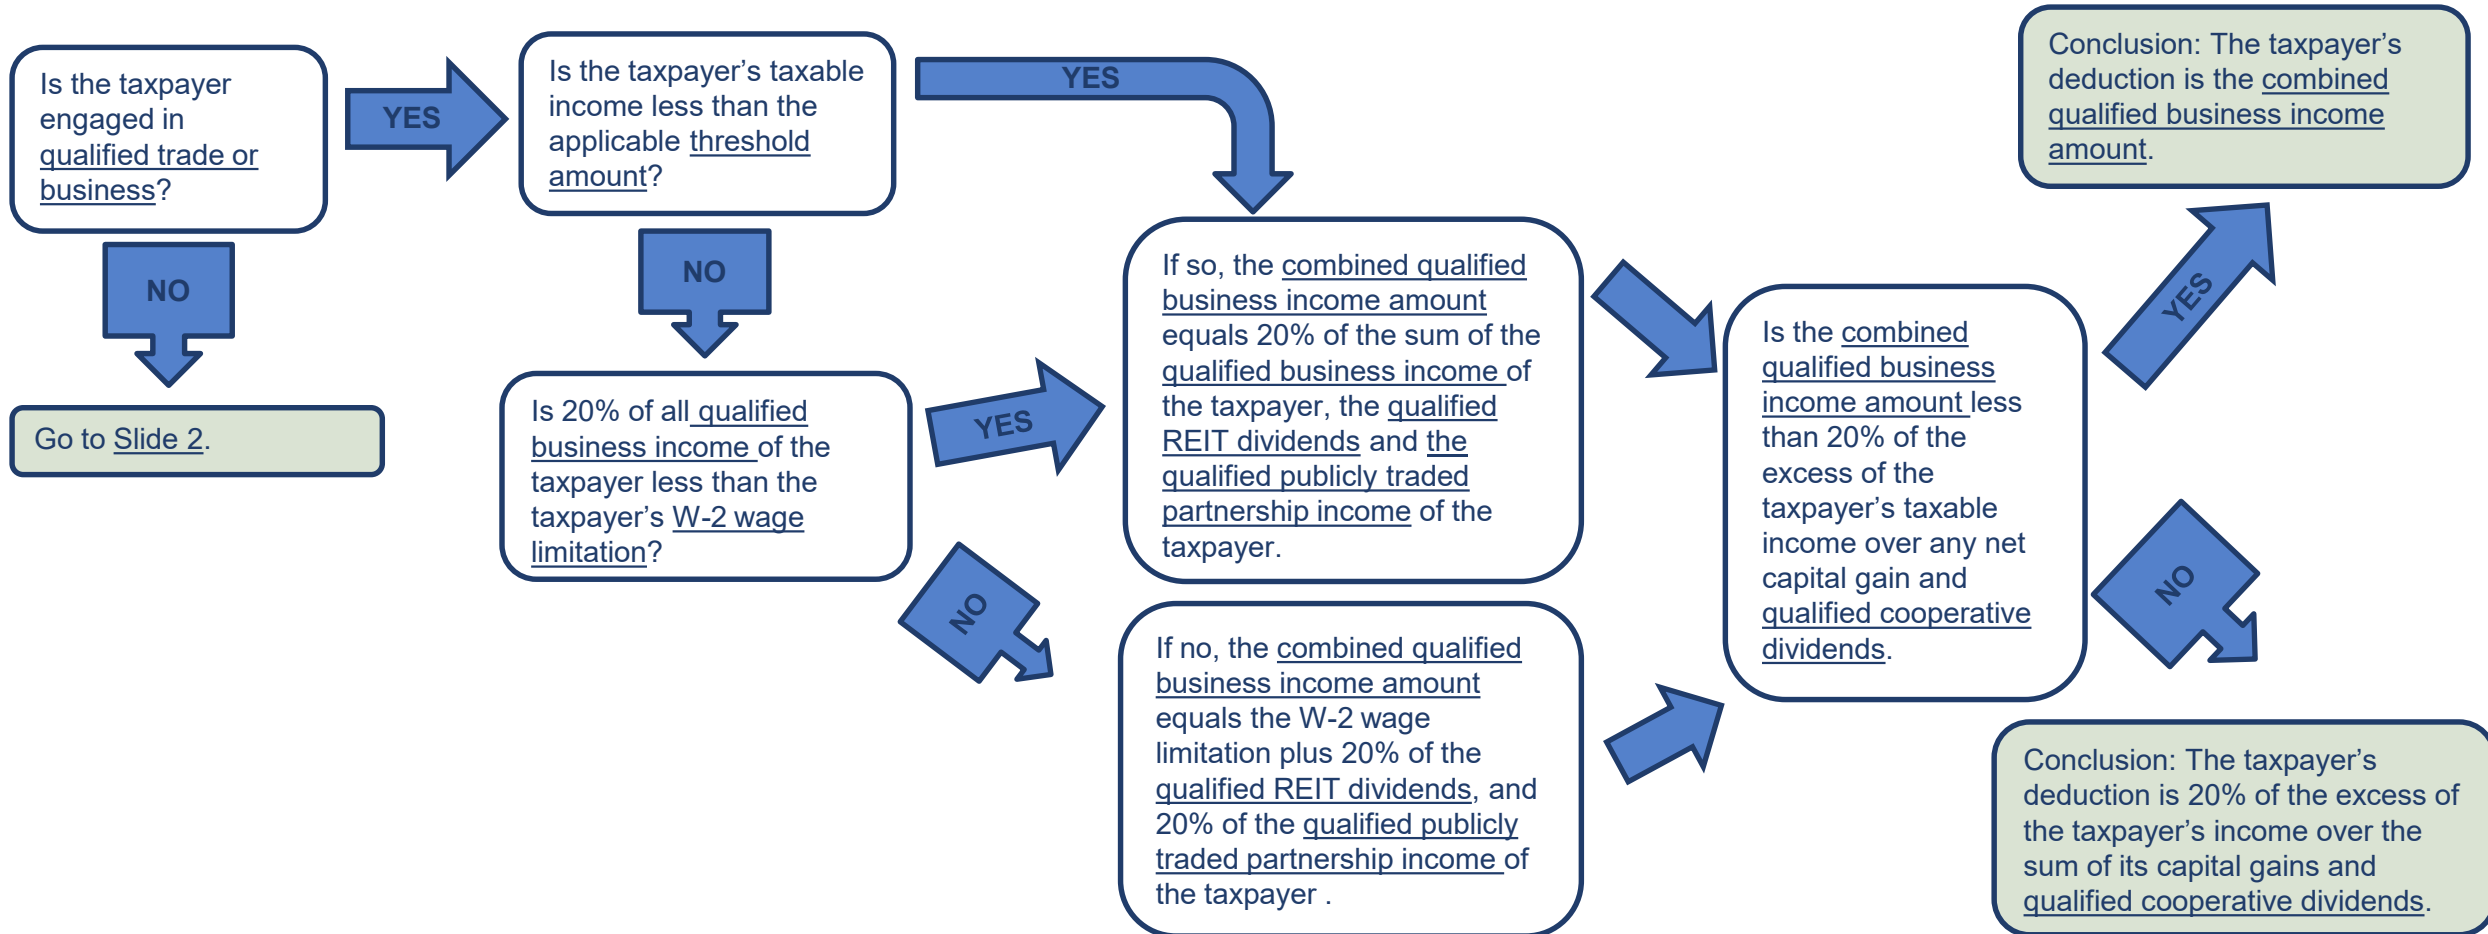 Is the taxpayer
engaged in
qualified trade or
business?
YES
NO
Go to Slide 2.
Is the taxpayer’s taxable
income less than the
applicable threshold
amount?
YES
NO
Is 20% of all qualified
business income of the
taxpayer less than the
taxpayer’s W-2 wage
limitation?
YES
NO
If so, the combined qualified
business income amount
equals 20% of the sum of the
qualified business income of
the taxpayer, the qualified
REIT dividends and the
qualified publicly traded
partnership income of the
taxpayer.
If no, the combined qualified
business income amount
equals the W-2 wage
limitation plus 20% of the
qualified REIT dividends, and
20% of the qualified publicly
traded partnership income of
the taxpayer .
Is the combined
qualified business
income amount less
than 20% of the
excess of the
taxpayer’s taxable
income over any net
capital gain and
qualified cooperative
dividends.
YES
NO
Conclusion: The taxpayer’s
deduction is the combined
qualified business income
amount.
Conclusion: The taxpayer’s
deduction is 20% of the excess of
the taxpayer’s income over the
sum of its capital gains and
qualified cooperative dividends.